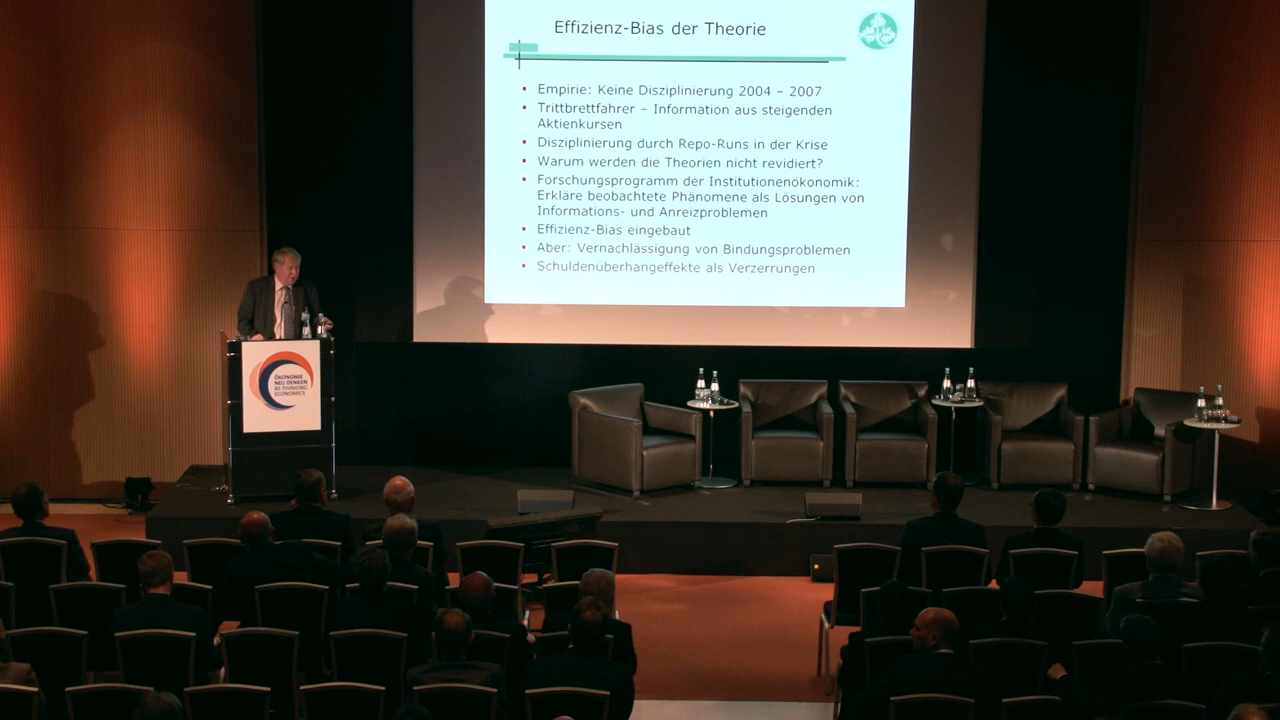 Effizienz-Bias der Theorie
Empirie: Keine Disziplinierung 2004 – 2007
Trittbrettfahrer – Information aus steigenden
Aktienkursen
Disziplinierung durch Repo-Runs in der Krise
Warum werden die Theorien nicht revidiert?
Forschungsprogramm der Institutionenökonomik:
Erkläre beobachtete Phänomene als Lösungen von
Informations- und Anreizproblemen
Effizienz-Bias eingebaut
Aber: Vernachlässigung von Bindungsproblemen
Schuldenüberhangeffekte als Verzerrungen
ÖKONOMIE
NEU DENKEN
RE-THINKING
ECONOMICS